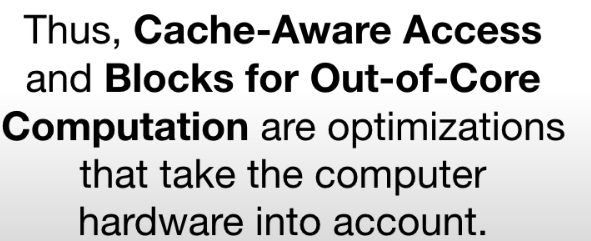 Thus, Cache-Aware Access
and Blocks for Out-of-Core
Computation are optimizations
that take the computer
hardware into account.